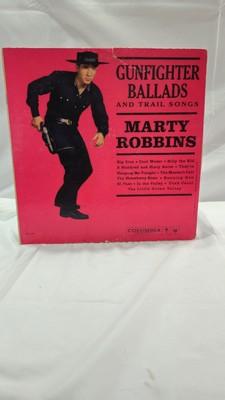 GUNFIGHTER
BALLADS
AND TRAIL SONGS
MARTY
ROBBINS
Big Iron • Cool Water • Billy the Kid
A Hundred and Sixty Acres • They're
Hanging Me Tonight • The Master's Call
The Strawberry Roan • Running Gun
El Paso • In the Valley • Utah Carol
The Little Green Valley
COLUMBIA